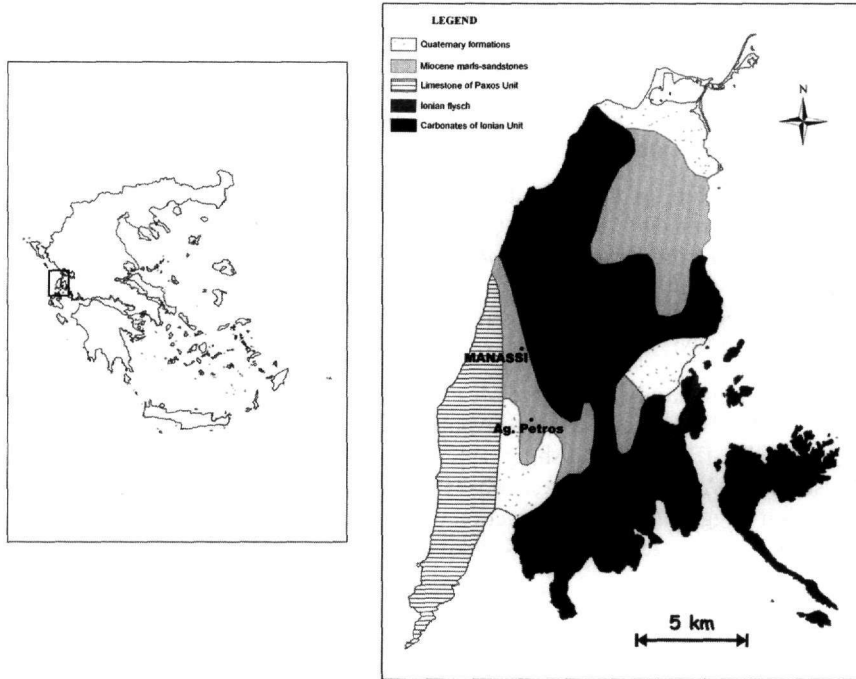 LEGEND
Quaternary formations
Miocene marls-sandstones
Limestone of Paxos Unit
Ionian flysch
Carbonates of Ionian Unit
N
MANASSI
Ag. Petros
5 km